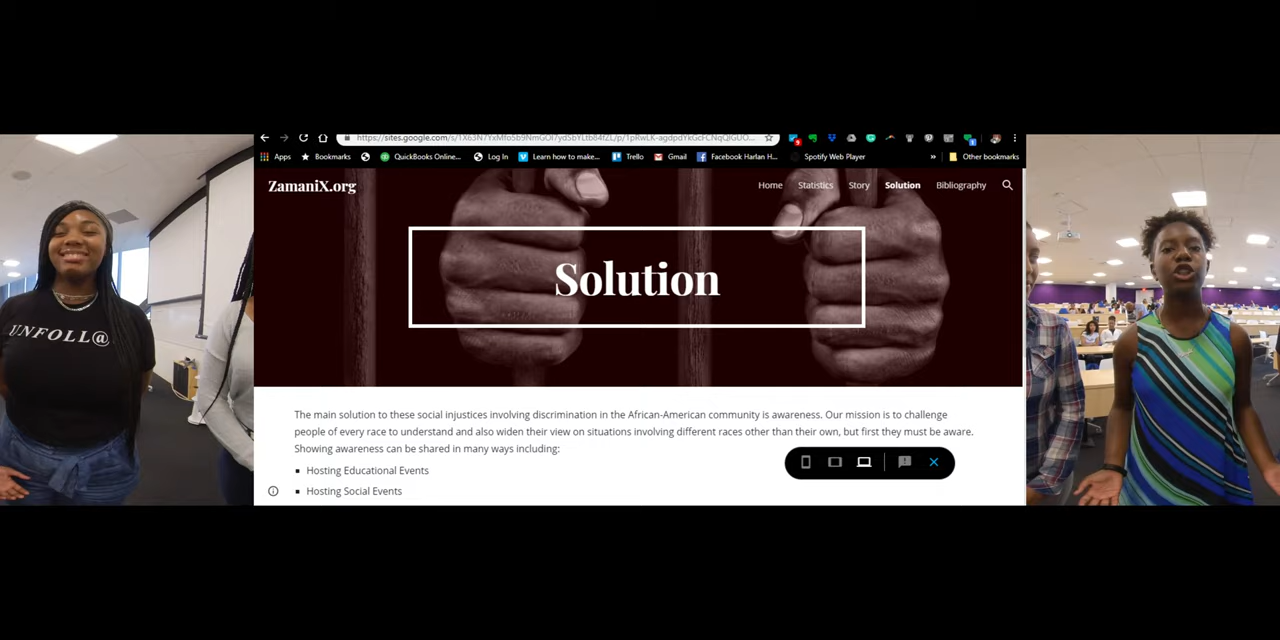 QuickBooks Online...
Apps
Bookmarks
Log In
Learn how to make...
Trello
Gmail
Facebook Harlan H...
Spotify Web Player
»
Other bookmarks
ZamaniX.org
Home
Statistics
Story
Solution
Bibliography
Solution
UNFOLL@
The main solution to these social injustices involving discrimination in the African-American community is awareness. Our mission is to challenge
people of every race to understand and also widen their view on situations involving different races other than their own, but first they must be aware.
Showing awareness can be shared in many ways including:
▪ Hosting Educational Events
▪ Hosting Social Events